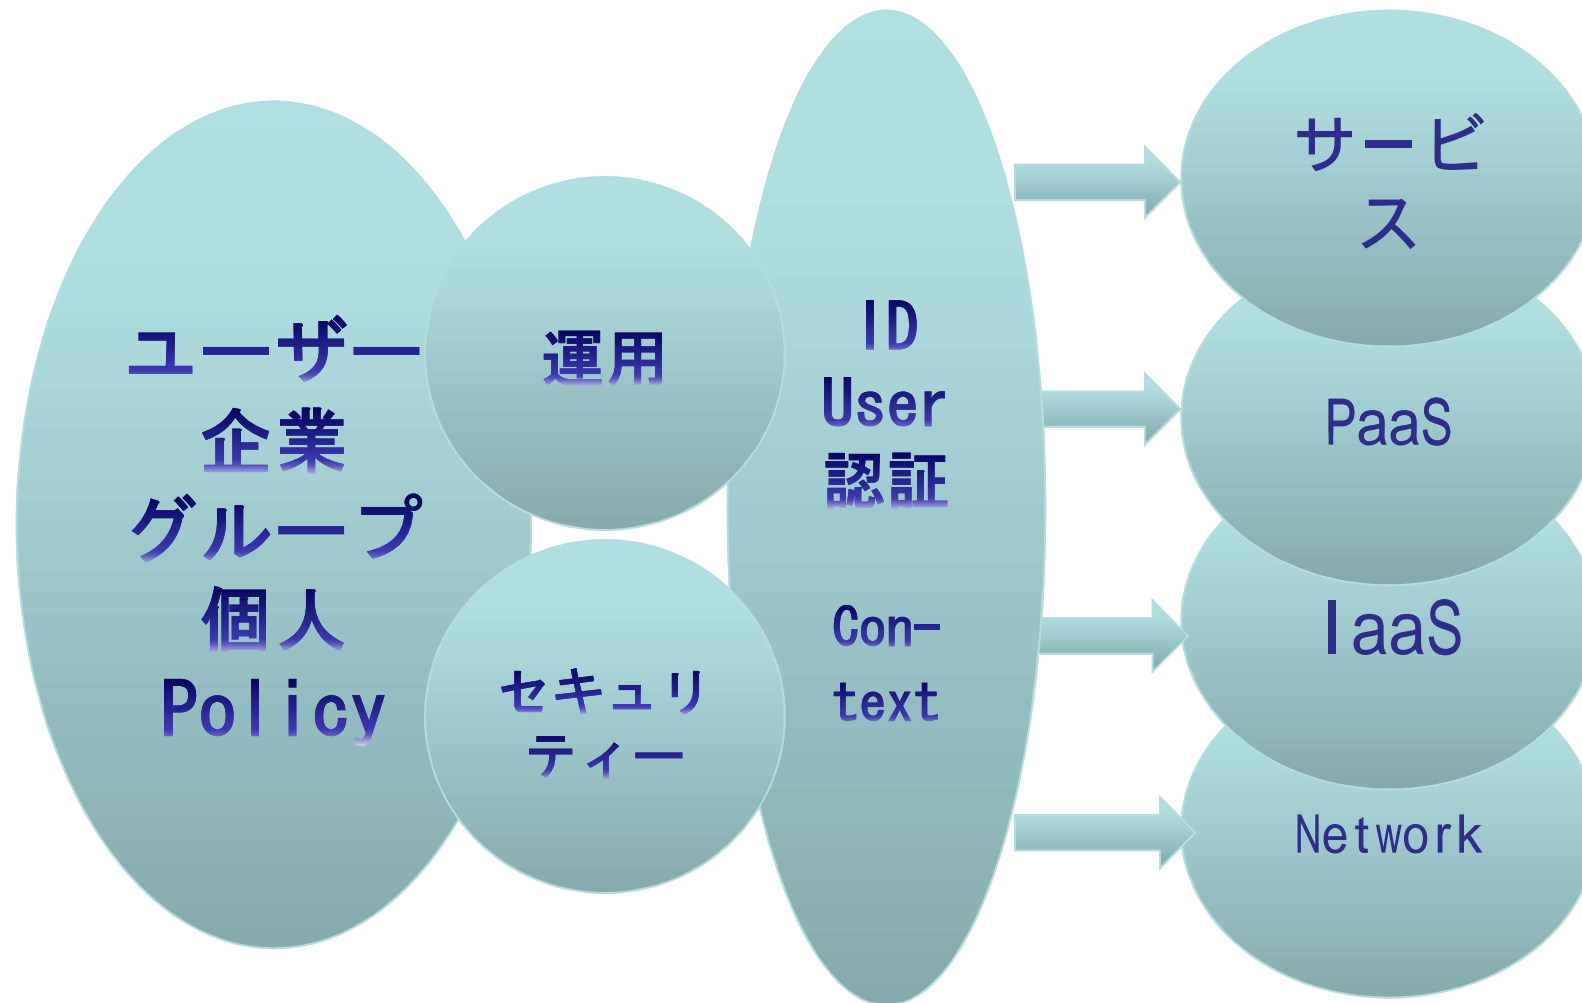 ユーザー
企業
グループ
個人
Policy
運用
セキュリ
ティー
ID
User
認証
Con-
text
サービ
ス
PaaS
IaaS
Network